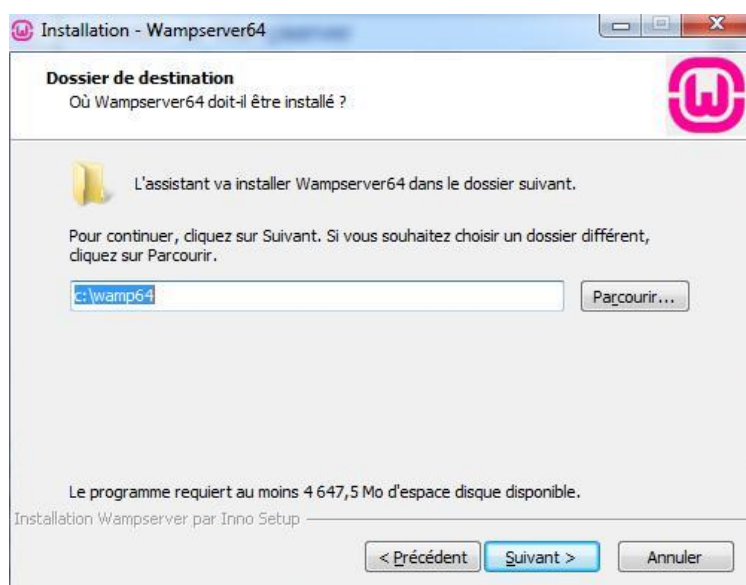 Installation - Wampserver64
Dossier de destination
Où Wampserver64 doit-il être installé ?
L'assistant va installer Wampserver64 dans le dossier suivant.
Pour continuer, cliquez sur Suivant. Si vous souhaitez choisir un dossier différent,
cliquez sur Parcourir.
c:\wamp64
Parcourir...
Le programme requiert au moins 4 647,5 Mo d'espace disque disponible.
Installation Wampserver par Inno Setup
< Précédent
Suivant >
Annuler